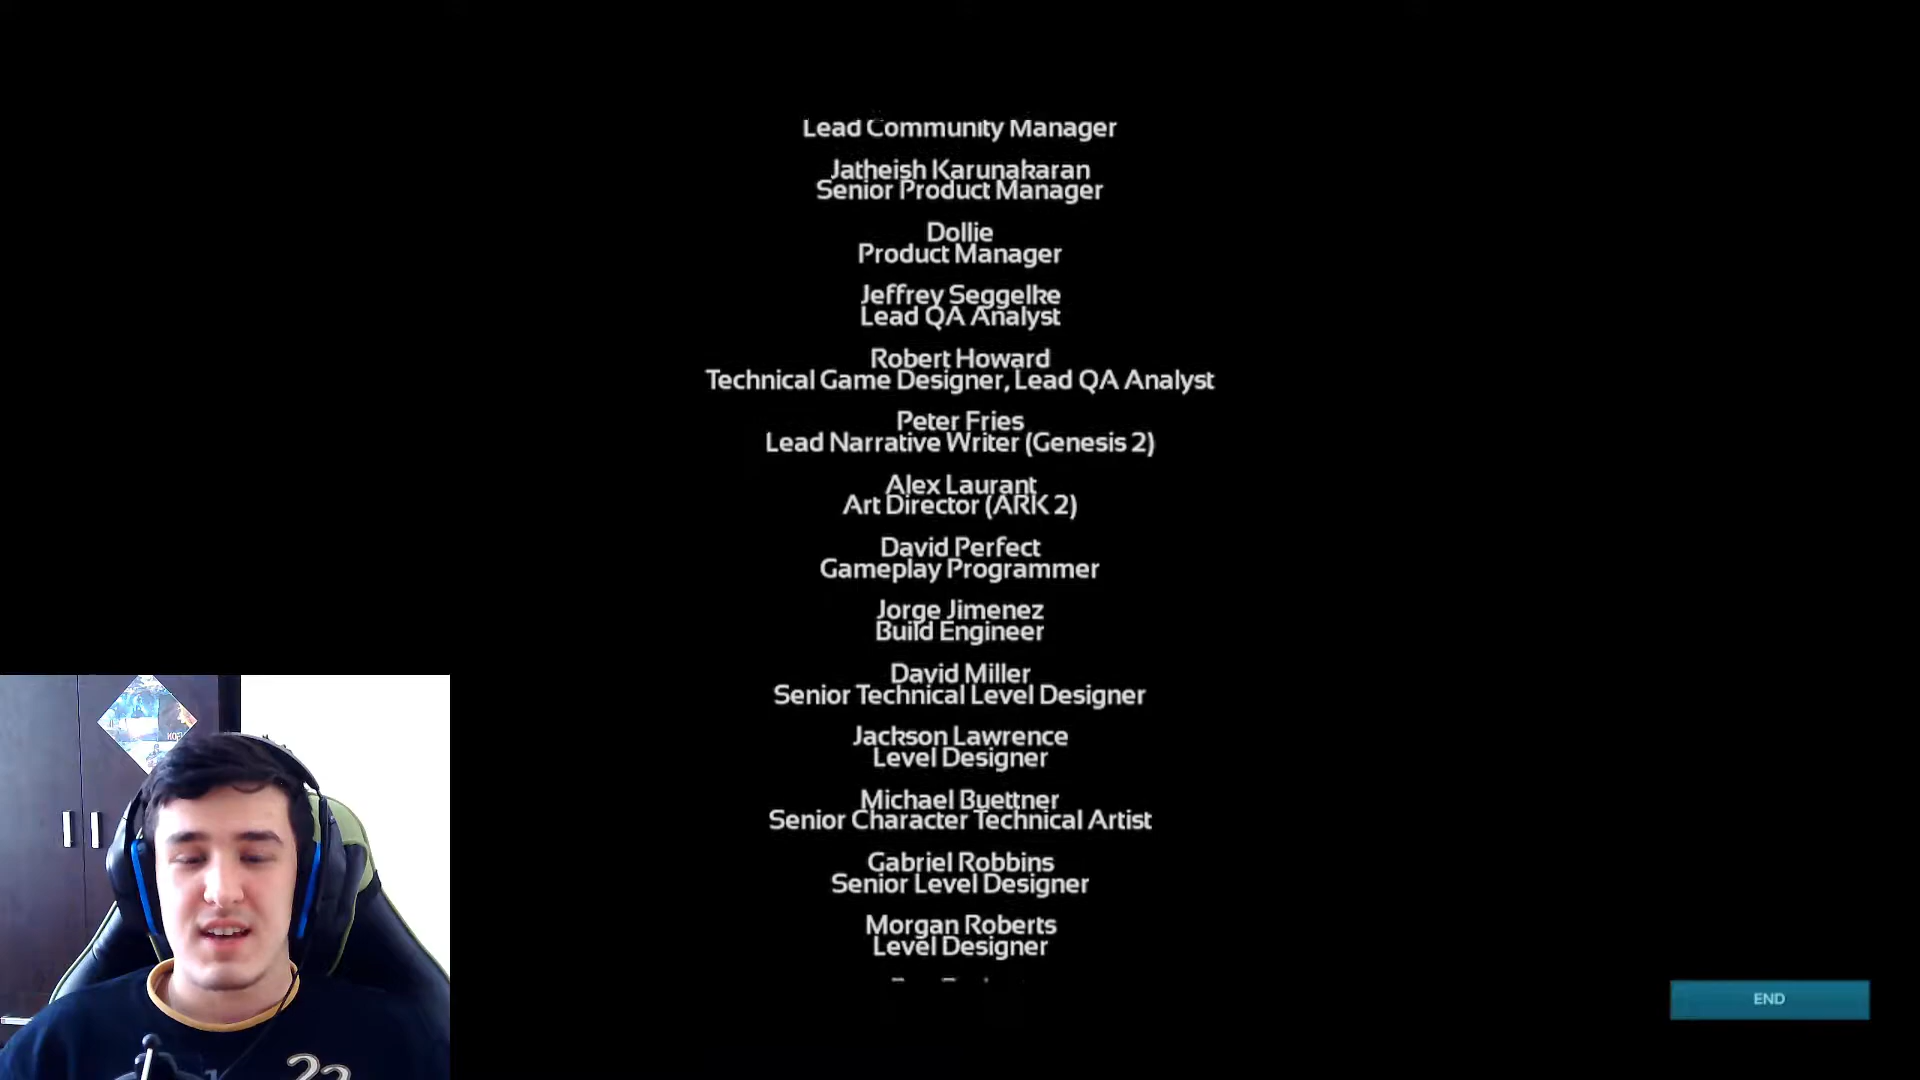 Lead Community Manager
Jatheish Karunakaran
Senior Product Manager
Dollie
Product Manager
Jeffrey Seggelke
Lead QA Analyst
Robert Howard
Technical Game Designer, Lead QA Analyst
Peter Fries
Lead Narrative Writer (Genesis 2)
Alex Laurant
Art Director (ARK 2)
David Perfect
Gameplay Programmer
Jorge Jimenez
Build Engineer
David Miller
Senior Technical Level Designer
Jackson Lawrence
Level Designer
Michael Buettner
Senior Character Technical Artist
Gabriel Robbins
Senior Level Designer
Morgan Roberts
Level Designer
END